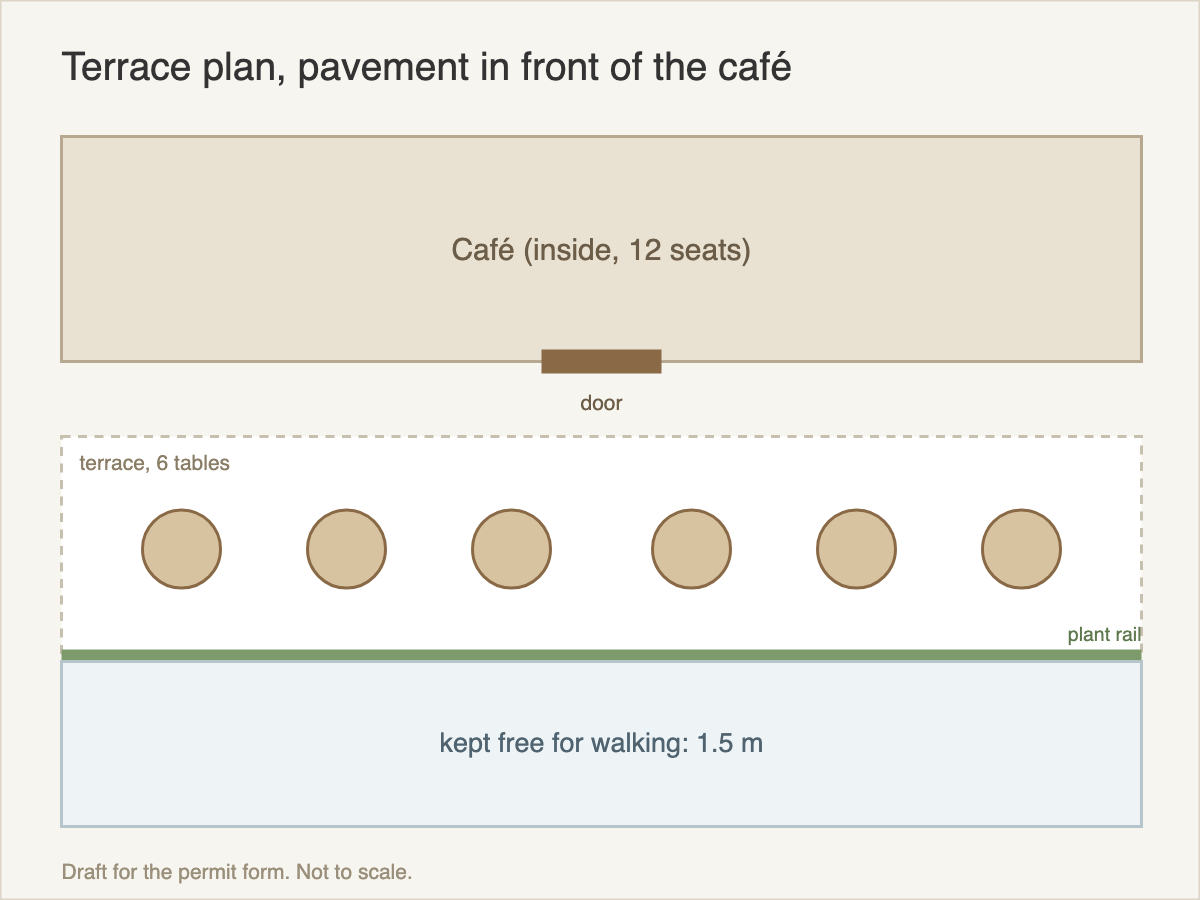 Terrace plan, pavement in front of the café
Café (inside, 12 seats)
door
terrace, 6 tables
plant rail
kept free for walking: 1.5 m
Draft for the permit form. Not to scale.